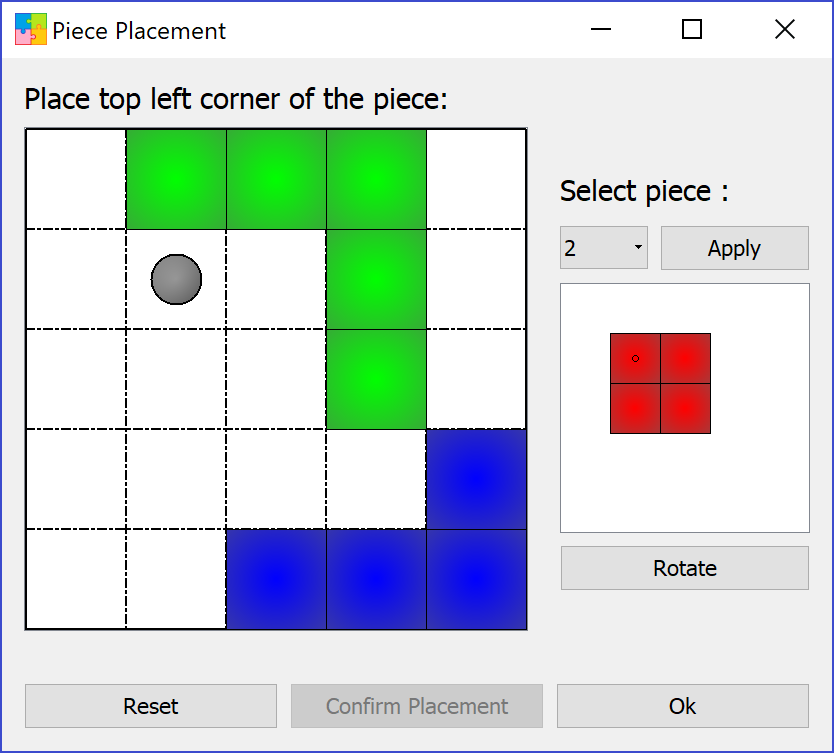 Piece Placement
Place top left corner of the piece:
Select piece :
2
Apply
Rotate
Reset
Confirm Placement
Ok